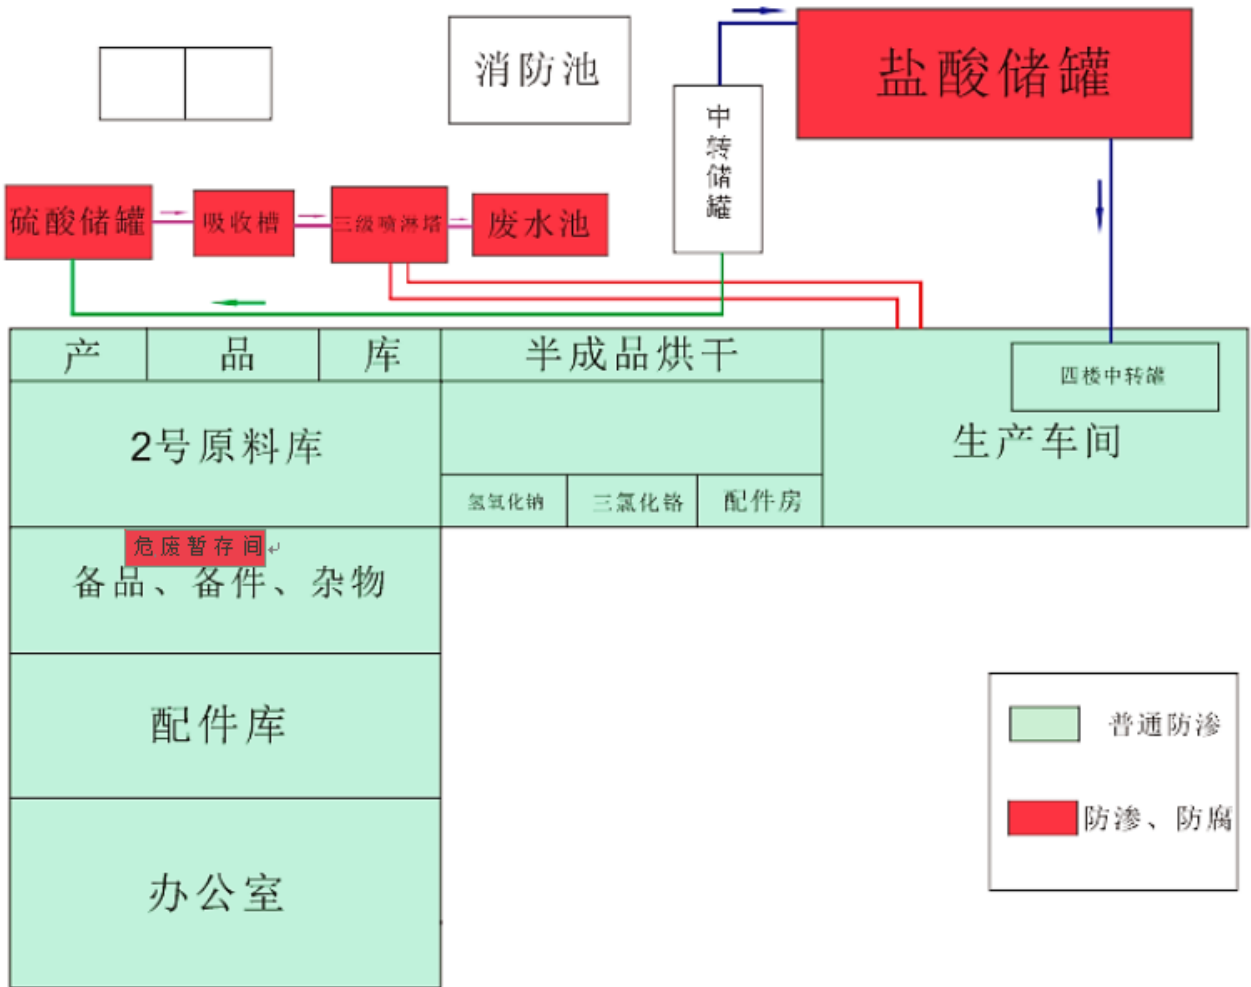 消防池
盐酸储罐
中转储罐
硫酸储罐
吸收槽
三级喷淋塔
废水池
产品库
半成品烘干
四楼中转罐
2号原料库
生产车间
氢氧化钠
三氯化铬
配件房
危废暂存间
备品、备件、杂物
配件库
普通防渗
防渗、防腐
办公室